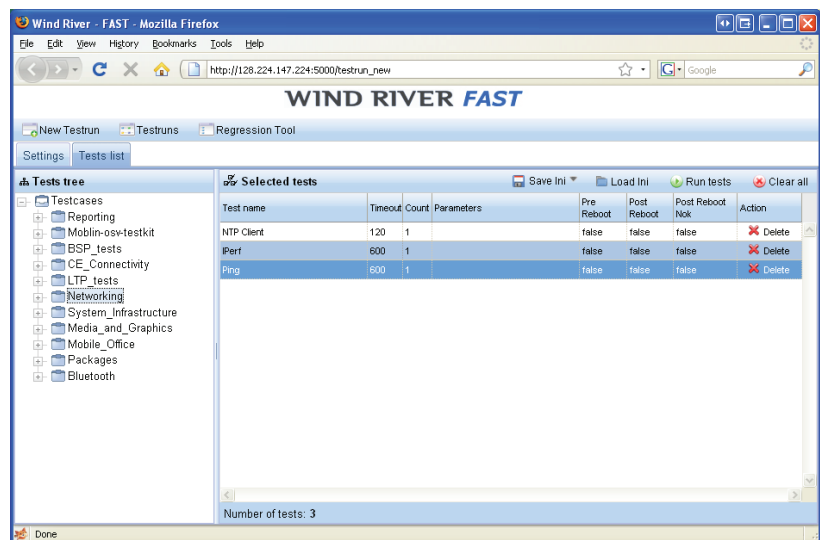 Wind River - FAST - Mozilla Firefox
File Edit View History Bookmarks Tools Help
http://128.224.147.224:5000/testrun_new
G Google
WIND RIVER FAST
New Testrun Testruns Regression Tool
Settings Tests list
Tests tree
Testcases
Reporting
Moblin-osv-testkit
BSP_tests
CE_Connectivity
LTP_tests
Networking
System_Infrastructure
Media_and_Graphics
Mobile_Office
Packages
Bluetooth
Selected tests Save Ini Load Ini Run tests Clear all
Test name Timeout Count Parameters Pre Reboot Post Reboot Post Reboot Nok Action
NTP Client 120 1 false false false Delete
IPerf 600 1 false false false Delete
Ping 600 1 false false false Delete
Number of tests: 3
Done